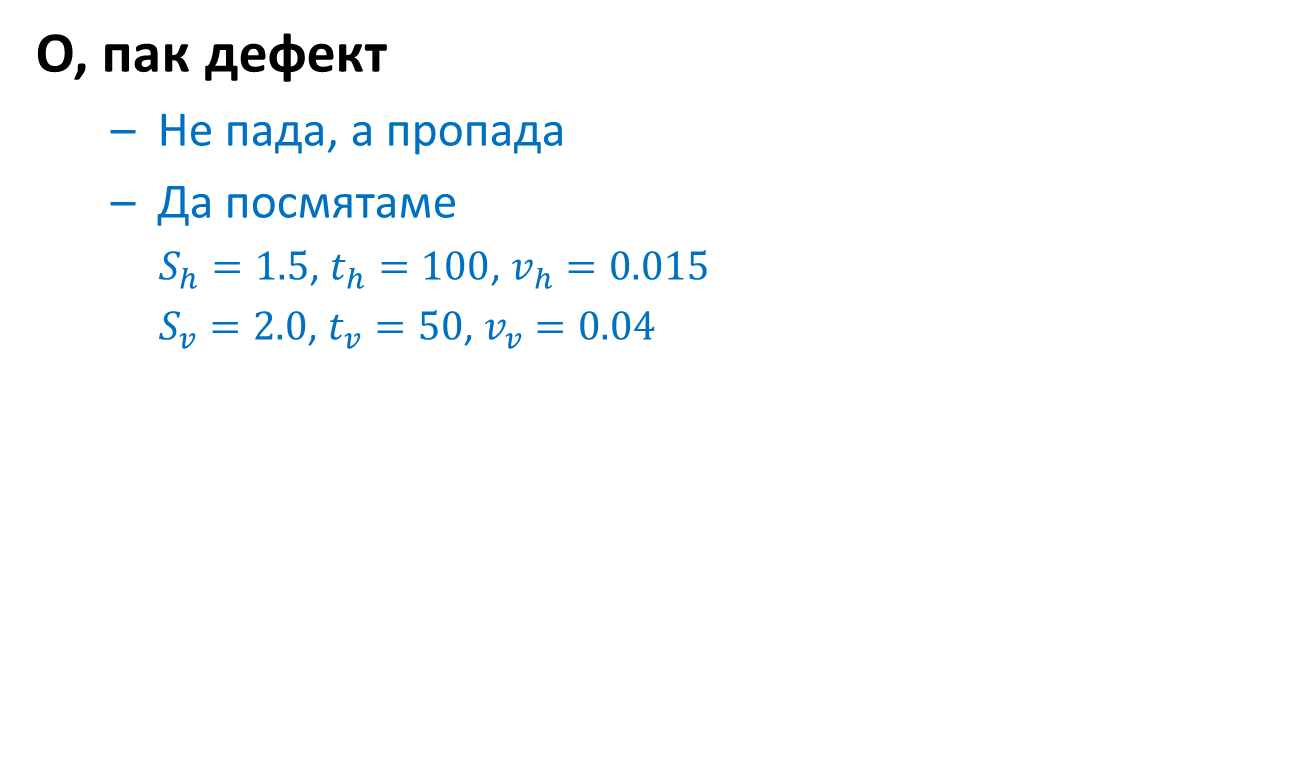 О, пак дефект
– Не пада, а пропада
– Да посмятаме
S_h = 1.5, t_h = 100, v_h = 0.015
S_v = 2.0, t_v = 50, v_v = 0.04